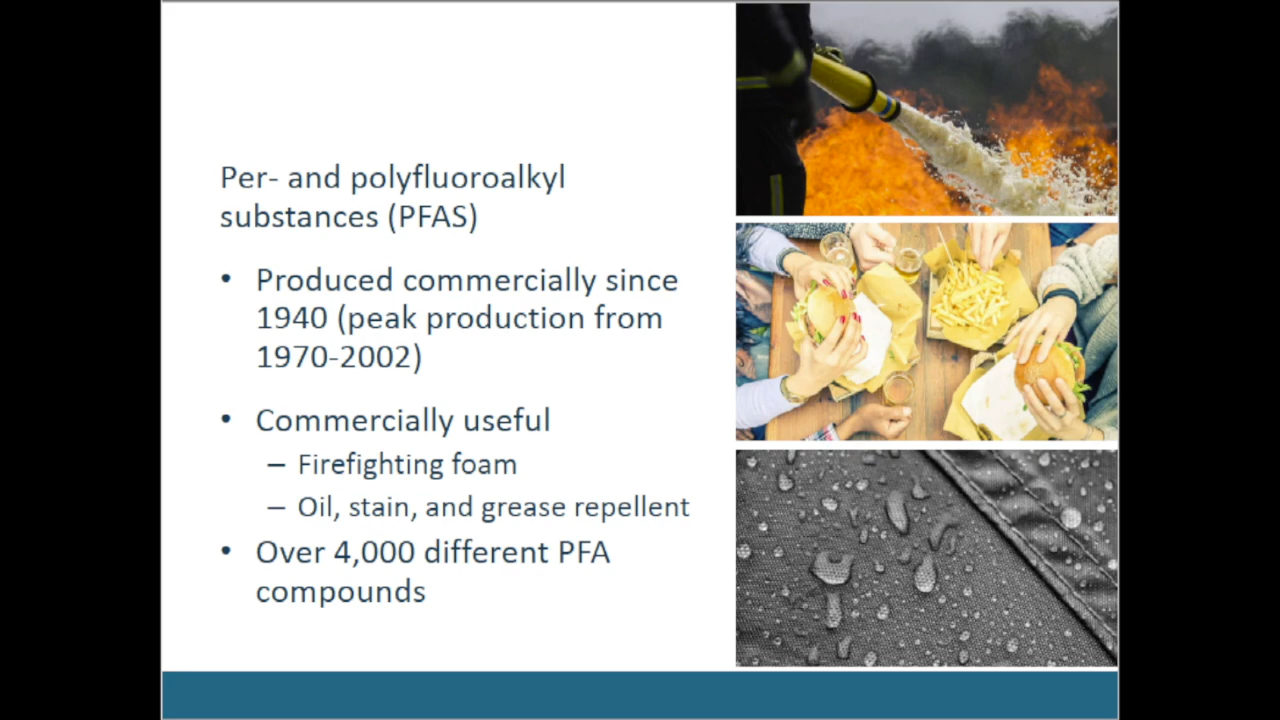 Per- and polyfluoroalkyl
substances (PFAS)
• Produced commercially since
1940 (peak production from
1970-2002)
• Commercially useful
– Firefighting foam
– Oil, stain, and grease repellent
• Over 4,000 different PFA
compounds